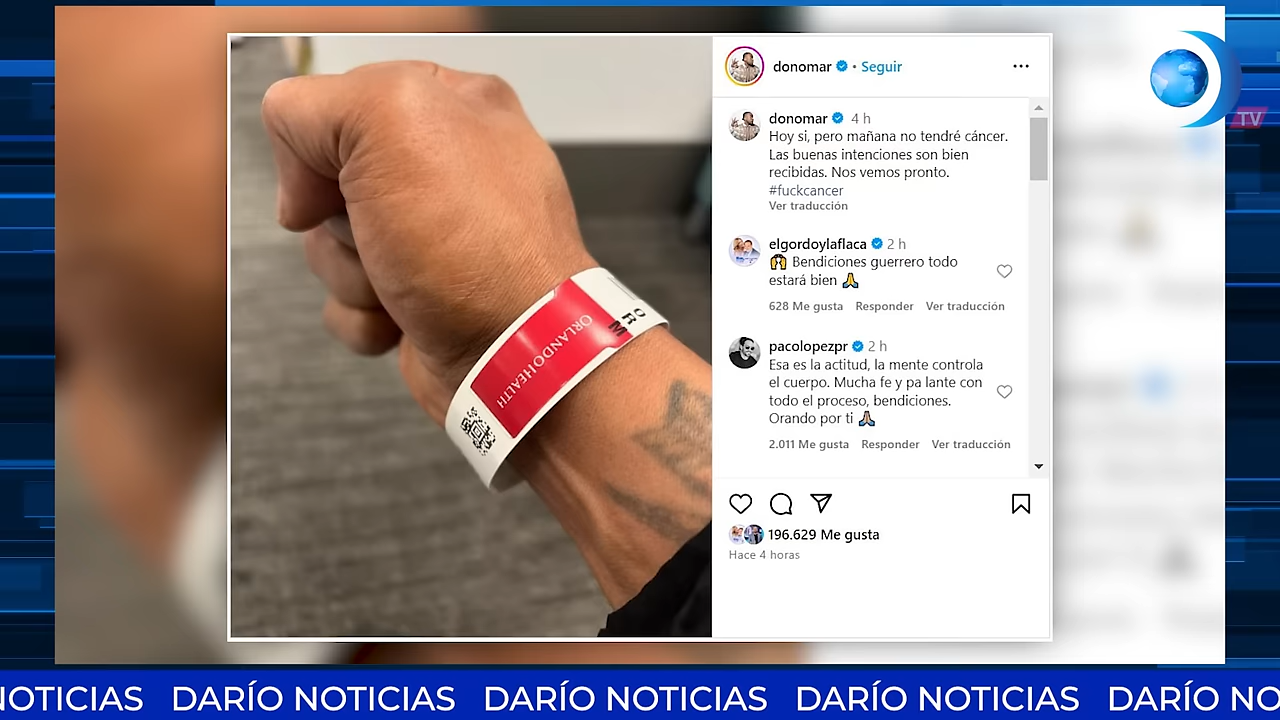 donomar • Seguir
TV
donomar 4 h
Hoy si, pero mañana no tendré cáncer.
Las buenas intenciones son bien
recibidas. Nos vemos pronto.
#fuckcancer
Ver traducción
elgordoylaflaca 2 h
🙌 Bendiciones guerrero todo
estará bien 🙏
628 Me gusta Responder Ver traducción
pacolopezpr 2 h
Esa es la actitud, la mente controla
el cuerpo. Mucha fe y pa lante con
todo el proceso, bendiciones.
Orando por ti 🙏
2.011 Me gusta Responder Ver traducción
196.629 Me gusta
Hace 4 horas
ORLANDO HEALTH
NOTICIAS DARÍO NOTICIAS DARÍO NOTICIAS DARÍO NOTICIAS DARÍO NO